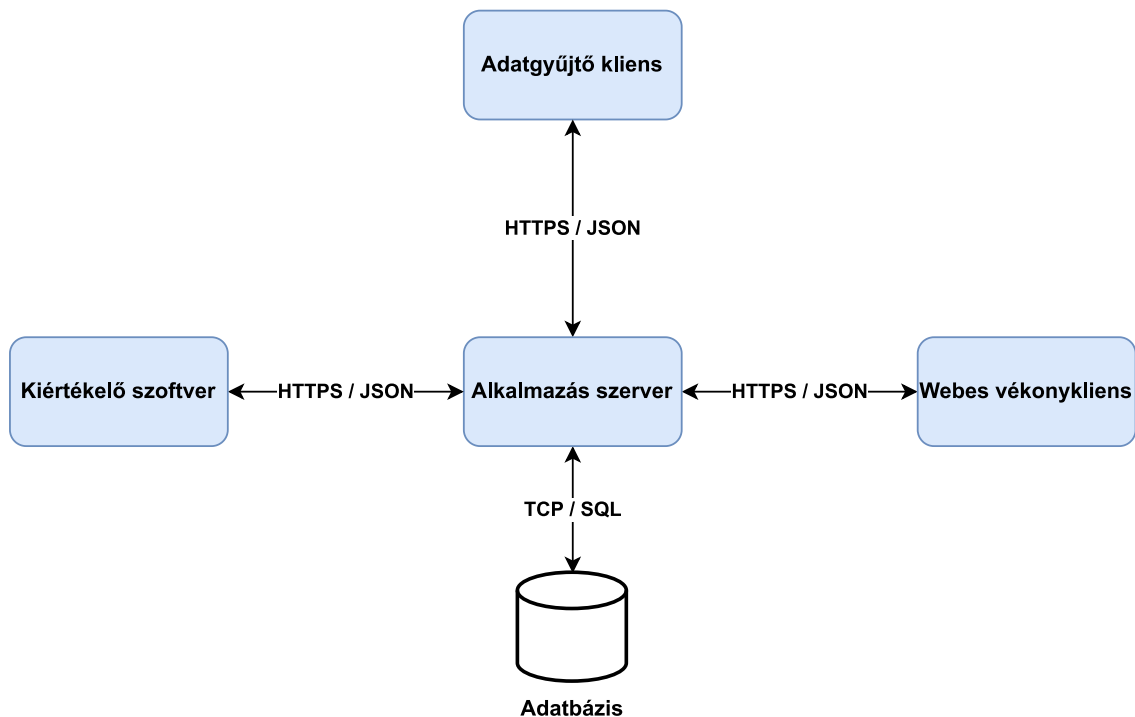 Adatgyűjtő kliens
HTTPS / JSON
Kiértékelő szoftver
HTTPS / JSON
Alkalmazás szerver
HTTPS / JSON
Webes vékonykliens
TCP / SQL
Adatbázis